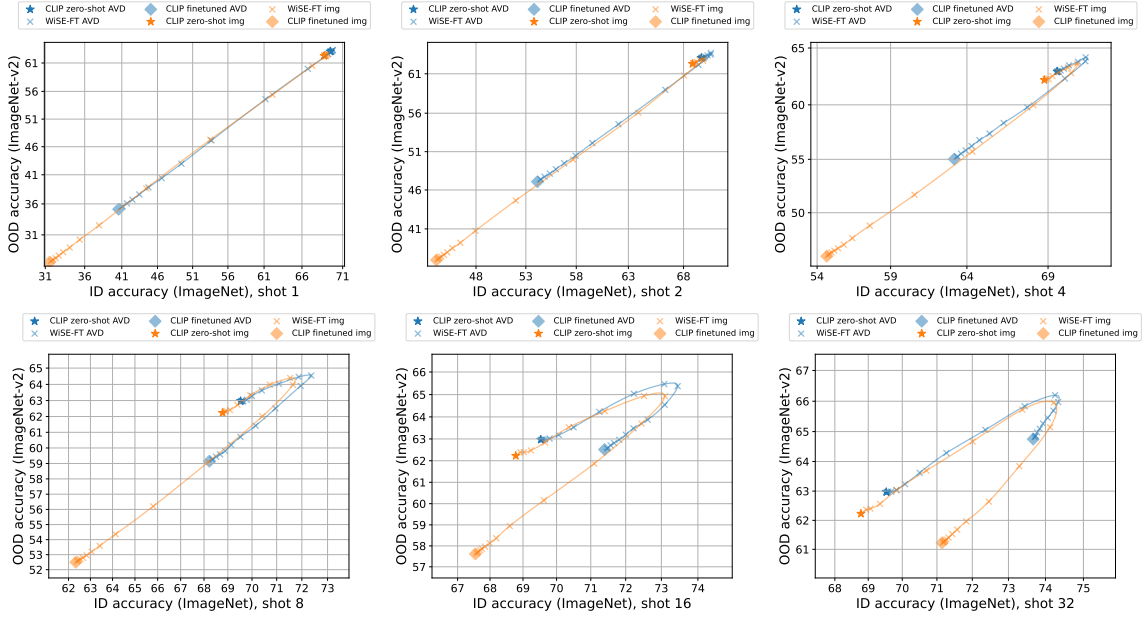 CLIP zero-shot AVD CLIP finetuned AVD WiSE-FT img
WiSE-FT AVD CLIP zero-shot img CLIP finetuned img
OOD accuracy (ImageNet-v2)
61
56
51
46
41
36
31
31 36 41 46 51 56 61 66 71
ID accuracy (ImageNet), shot 1
CLIP zero-shot AVD CLIP finetuned AVD WiSE-FT img
WiSE-FT AVD CLIP zero-shot img CLIP finetuned img
OOD accuracy (ImageNet-v2)
61
56
51
46
41
48 53 58 63 68
ID accuracy (ImageNet), shot 2
CLIP zero-shot AVD CLIP finetuned AVD WiSE-FT img
WiSE-FT AVD CLIP zero-shot img CLIP finetuned img
OOD accuracy (ImageNet-v2)
65
60
55
50
54 59 64 69
ID accuracy (ImageNet), shot 4
CLIP zero-shot AVD CLIP finetuned AVD WiSE-FT img
WiSE-FT AVD CLIP zero-shot img CLIP finetuned img
OOD accuracy (ImageNet-v2)
65
64
63
62
61
60
59
58
57
56
55
54
53
52
62 63 64 65 66 67 68 69 70 71 72 73
ID accuracy (ImageNet), shot 8
CLIP zero-shot AVD CLIP finetuned AVD WiSE-FT img
WiSE-FT AVD CLIP zero-shot img CLIP finetuned img
OOD accuracy (ImageNet-v2)
66
65
64
63
62
61
60
59
58
57
67 68 69 70 71 72 73 74
ID accuracy (ImageNet), shot 16
CLIP zero-shot AVD CLIP finetuned AVD WiSE-FT img
WiSE-FT AVD CLIP zero-shot img CLIP finetuned img
OOD accuracy (ImageNet-v2)
67
66
65
64
63
62
61
68 69 70 71 72 73 74 75
ID accuracy (ImageNet), shot 32